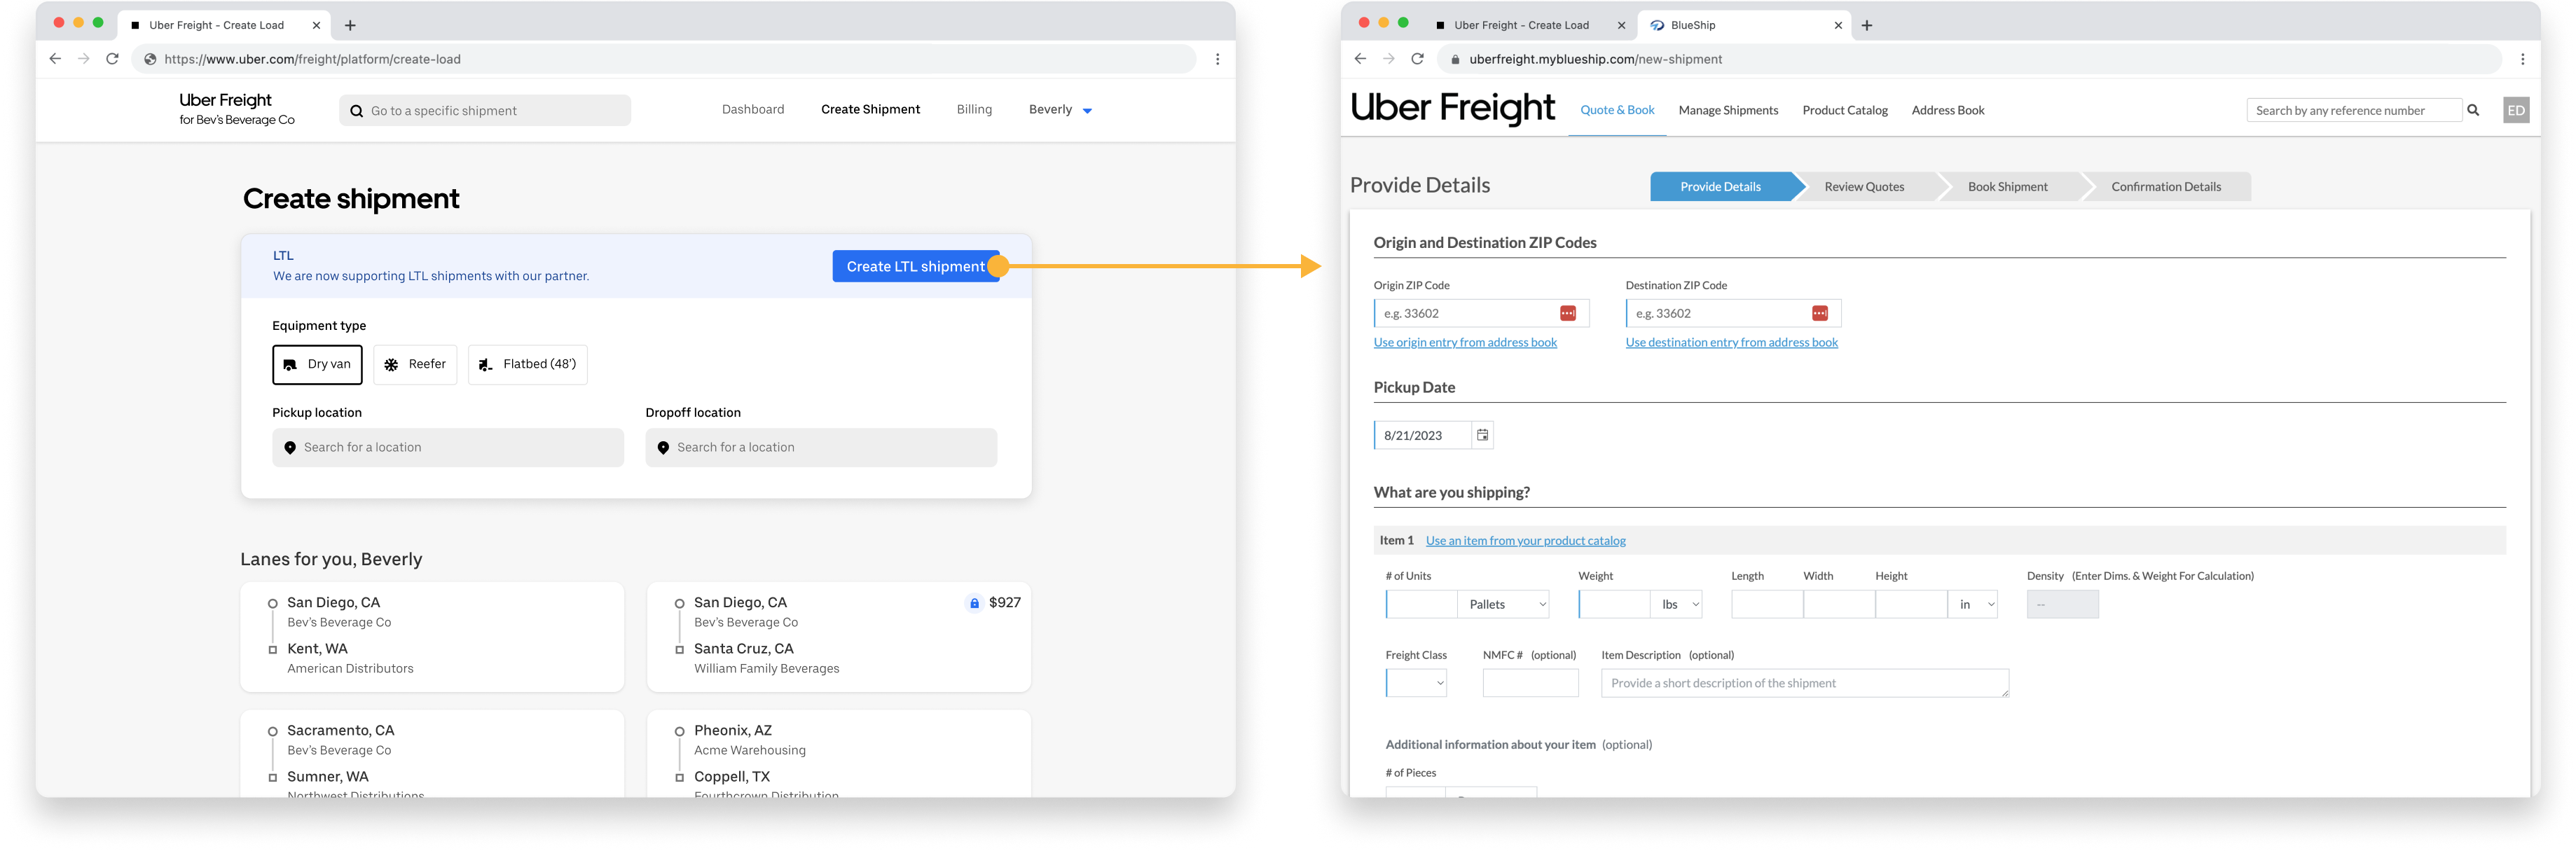 Uber Freight - Create Load
https://www.uber.com/freight/platform/create-load
Uber Freight
for Bev's Beverage Co
Go to a specific shipment
Dashboard
Create Shipment
Billing
Beverly
Create shipment
LTL
We are now supporting LTL shipments with our partner.
Create LTL shipment
Equipment type
Dry van
Reefer
Flatbed (48')
Pickup location
Dropoff location
Search for a location
Search for a location
Lanes for you, Beverly
San Diego, CA
Bev's Beverage Co
Kent, WA
American Distributors
San Diego, CA
$927
Bev's Beverage Co
Santa Cruz, CA
William Family Beverages
Sacramento, CA
Bev's Beverage Co
Sumner, WA
Northwest Distributions
Pheonix, AZ
Acme Warehousing
Coppell, TX
Fourthcrown Distribution
Uber Freight - Create Load
BlueShip
uberfreight.myblueship.com/new-shipment
Uber Freight
Quote & Book
Manage Shipments
Product Catalog
Address Book
Search by any reference number
ED
Provide Details
Provide Details
Review Quotes
Book Shipment
Confirmation Details
Origin and Destination ZIP Codes
Origin ZIP Code
Destination ZIP Code
e.g. 33602
e.g. 33602
Use origin entry from address book
Use destination entry from address book
Pickup Date
8/21/2023
What are you shipping?
Item 1 Use an item from your product catalog
# of Units
Weight
Length
Width
Height
Density (Enter Dims. & Weight For Calculation)
Pallets
lbs
in
--
Freight Class
NMFC # (optional)
Item Description (optional)
Provide a short description of the shipment
Additional information about your item (optional)
# of Pieces